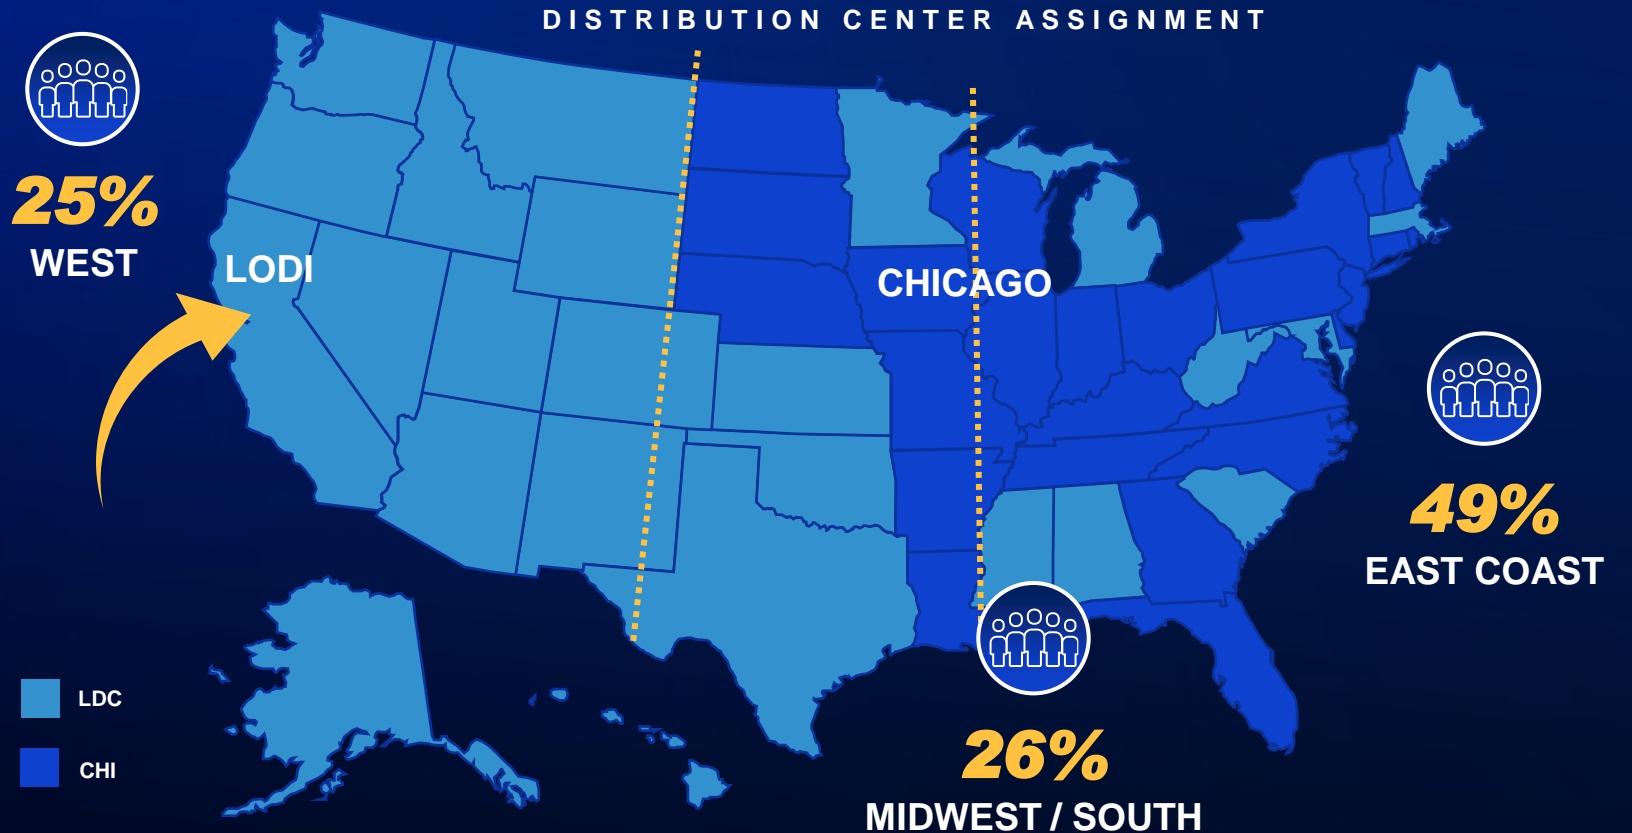 DISTRIBUTION CENTER ASSIGNMENT
25%
WEST
LODI
CHICAGO
49%
EAST COAST
26%
MIDWEST / SOUTH
LDC
CHI